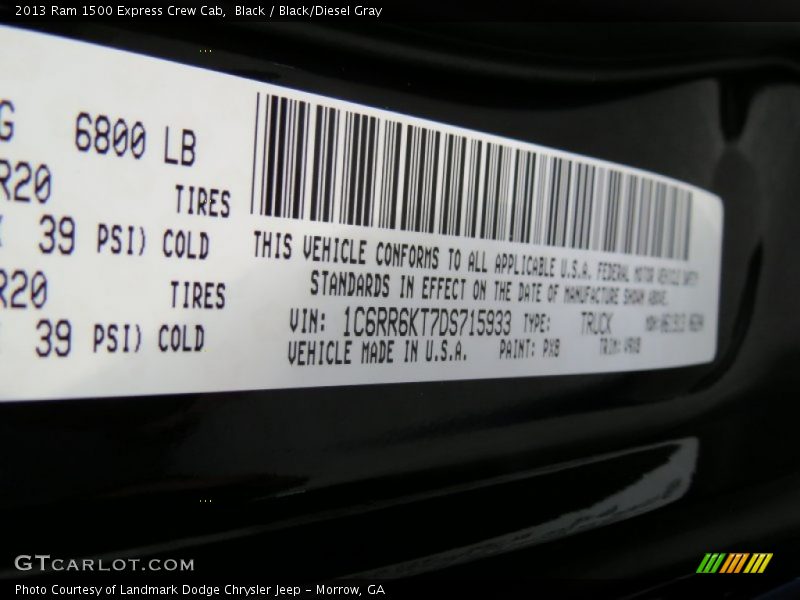 2013 Ram 1500 Express Crew Cab,  Black / Black/Diesel Gray
G 6800 LB
R20 TIRES
39 PSI) COLD
R20 TIRES
39 PSI) COLD
THIS VEHICLE CONFORMS TO ALL APPLICABLE U.S.A. FEDERAL MOTOR VEHICLE SAFETY
STANDARDS IN EFFECT ON THE DATE OF MANUFACTURE SHOWN ABOVE.
VIN: 1C6RR6KT7DS715933 TYPE: TRUCK
VEHICLE MADE IN U.S.A. PAINT: PX8 TRIM:
GTCARLOT.COM
Photo Courtesy of Landmark Dodge Chrysler Jeep – Morrow, GA